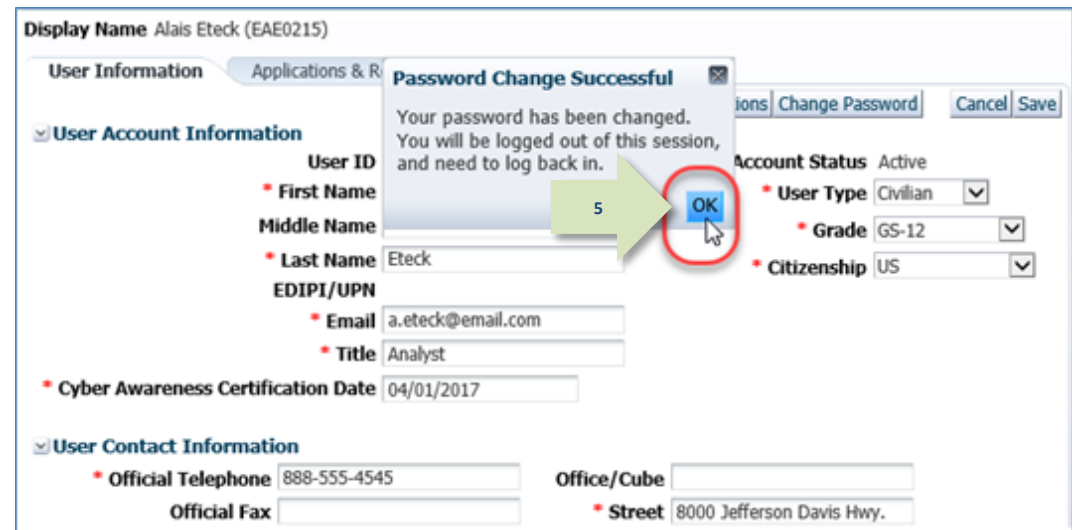 Display Name Alais Eteck (EAE0215)
User Information Applications & R
Password Change Successful
Your password has been changed.
You will be logged out of this session,
and need to log back in.
OK
5
ions Change Password Cancel Save
User Account Information
User ID Account Status Active
* First Name * User Type Civilian
Middle Name * Grade GS-12
* Last Name Eteck * Citizenship US
EDIPI/UPN
* Email a.eteck@email.com
* Title Analyst
* Cyber Awareness Certification Date 04/01/2017
User Contact Information
* Official Telephone 888-555-4545 Office/Cube
Official Fax * Street 8000 Jefferson Davis Hwy.